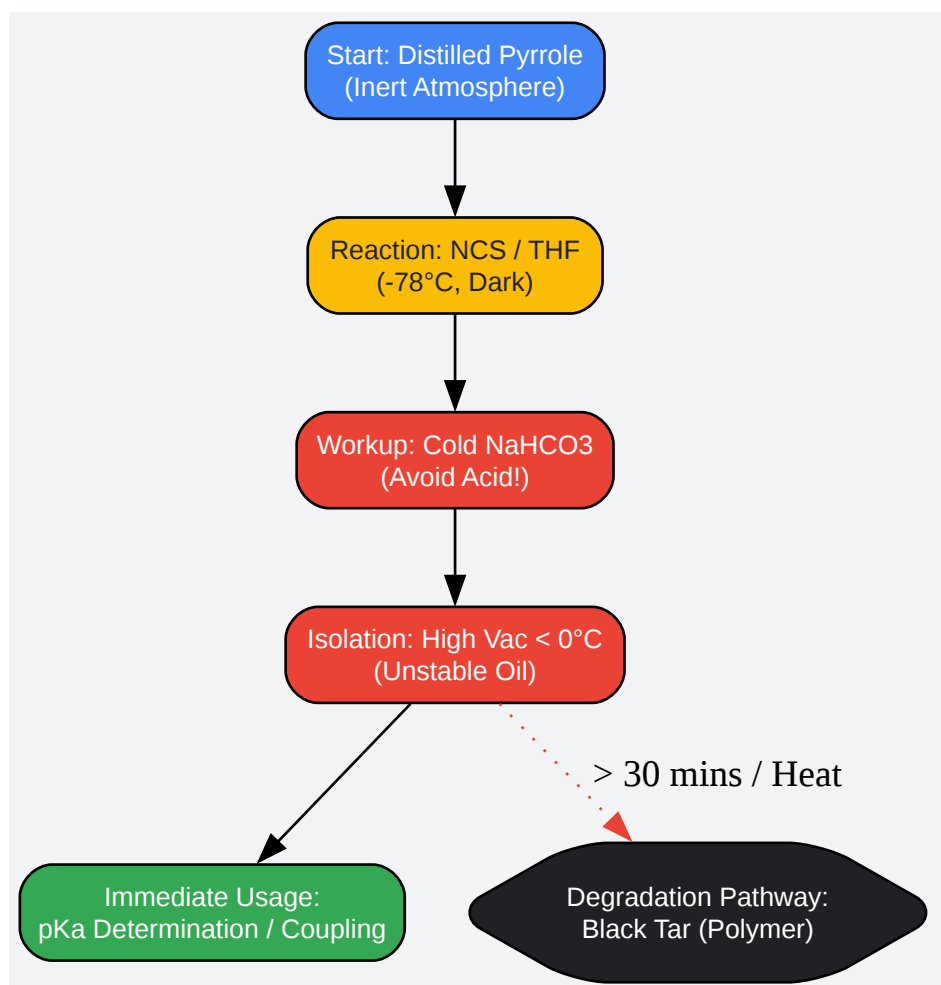 Start: Distilled Pyrrole
(Inert Atmosphere)
Reaction: NCS / THF
(-78°C, Dark)
Workup: Cold NaHCO3
(Avoid Acid!)
Isolation: High Vac < 0°C
(Unstable Oil)
> 30 mins / Heat
Immediate Usage:
pKa Determination / Coupling
Degradation Pathway:
Black Tar (Polymer)